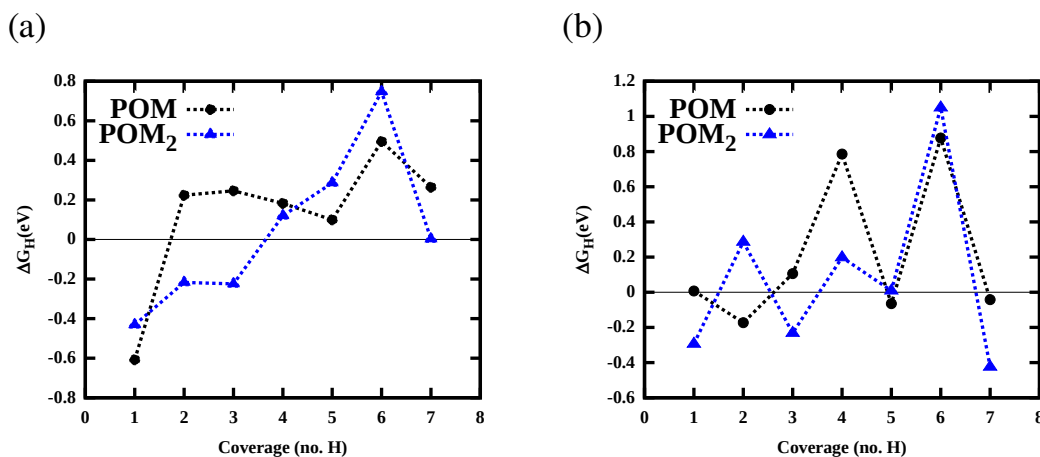 (a)
0.8
0.6
0.4
0.2
0
-0.2
-0.4
-0.6
-0.8
ΔG_H(eV)
POM
POM₂
0 1 2 3 4 5 6 7 8
Coverage (no. H)
(b)
1.2
1
0.8
0.6
0.4
0.2
0
-0.2
-0.4
-0.6
ΔG_H(eV)
POM
POM₂
0 1 2 3 4 5 6 7 8
Coverage (no. H)